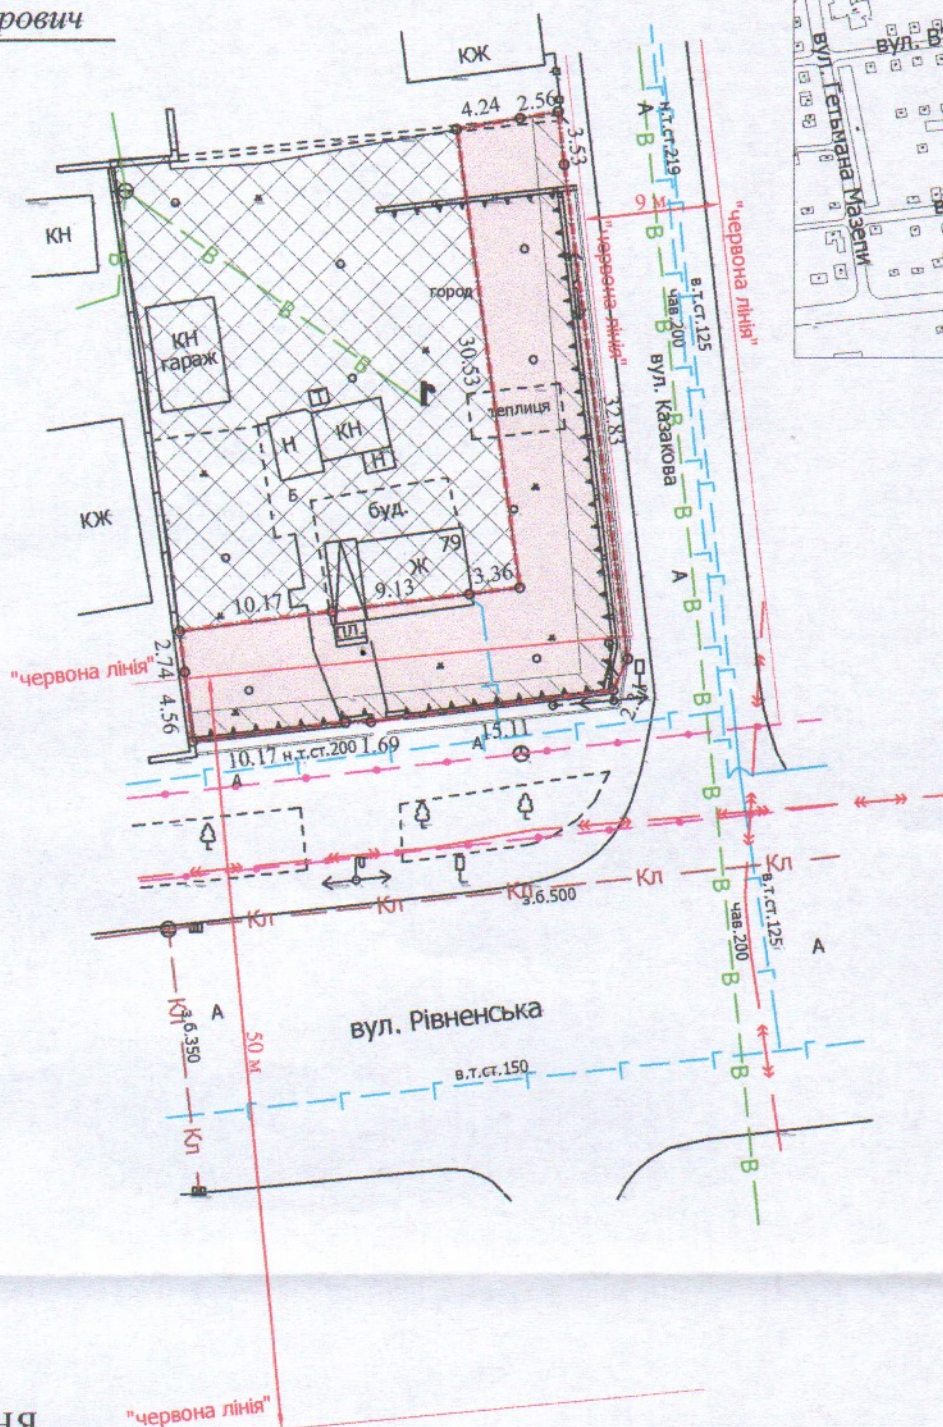 рович
КЖ
вул. Гетьмана Мазепи
вул. В
4.24
2.56
3.53
А
н.т.ст.219
В
9 м
"червона лінія"
"червона лінія"
КН
В
В
В
В
В
город
КН
гараж
30.53
теплиця
32.83
чав.200
в.т.ст.125
вул. Казакова
В
В
Н
КН
Н
Н
Б
буд.
КЖ
79
Ж
В
А
В
10.17
9.13
3.36
пл.
2.74
"червона лінія"
4.56
В
15.11
10.17
н.т.ст.200
1.69
А
А
В
Кл
Кл
Кл
Кл
Кл
з.б.500
В
в.т.ст.125
чав.200
А
В
Кл
з.б.350
А
вул. Рівненська
50 м
в.т.ст.150
В
Кл
В
"червона лінія"